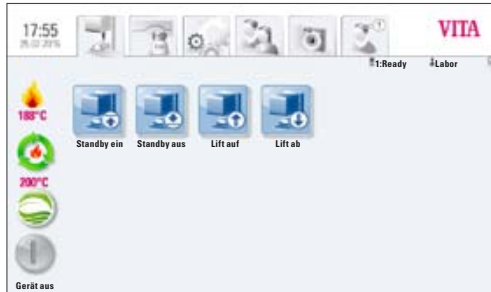 17:55
VITA
1:Ready
Labor
188°C
Standby ein
Standby aus
Lift auf
Lift ab
200°C
Gerät aus